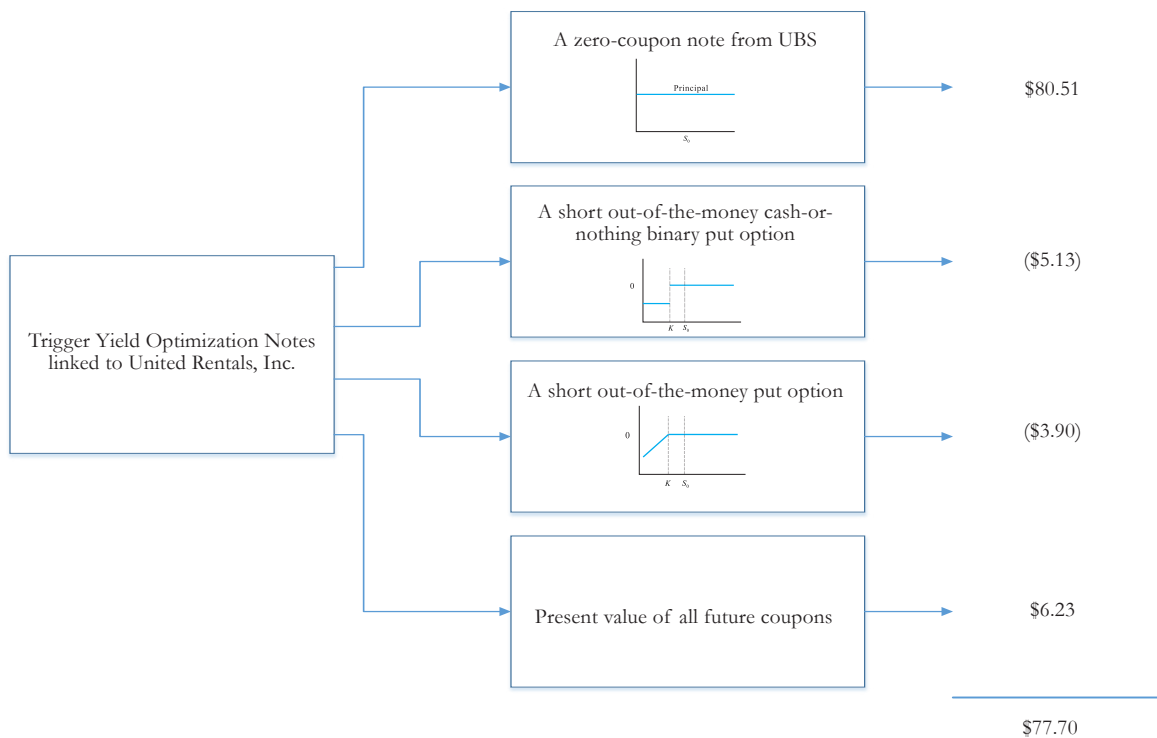 A zero-coupon note from UBS
Principal
S0
$80.51
A short out-of-the-money cash-or-
nothing binary put option
0
K
S0
($5.13)
Trigger Yield Optimization Notes
linked to United Rentals, Inc.
A short out-of-the-money put option
0
K
S0
($3.90)
Present value of all future coupons
$6.23
$77.70